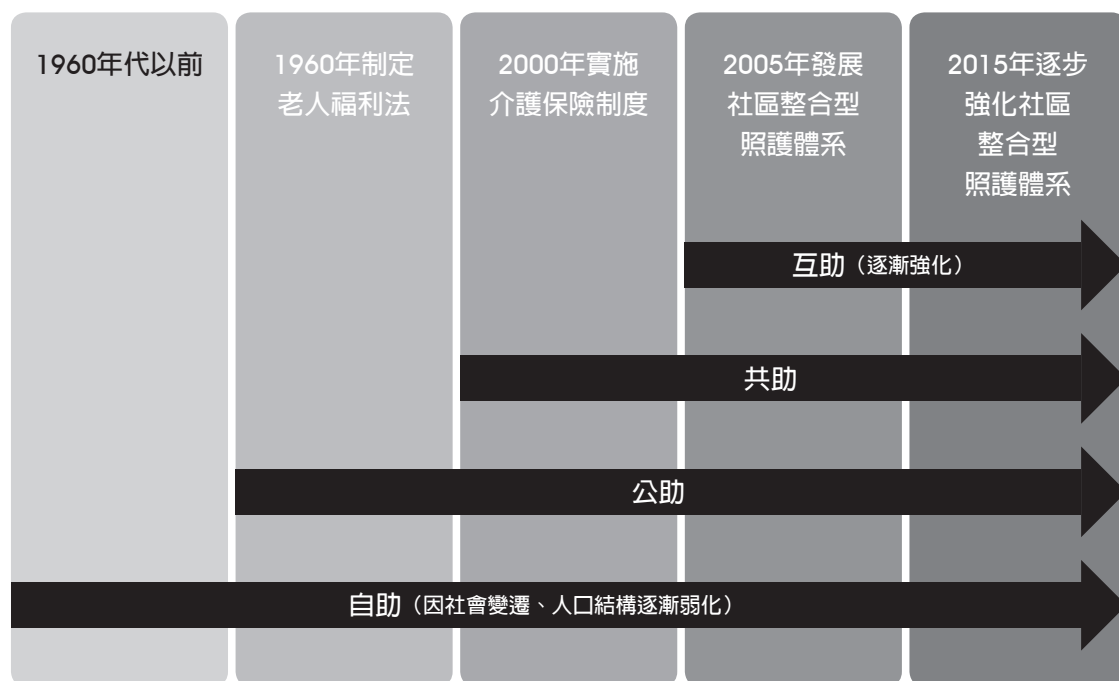 1960年代以前
1960年制定
老人福利法
2000年實施
介護保險制度
2005年發展
社區整合型
照護體系
2015年逐步
強化社區
整合型
照護體系
互助（逐漸強化）
共助
公助
自助（因社會變遷、人口結構逐漸弱化）